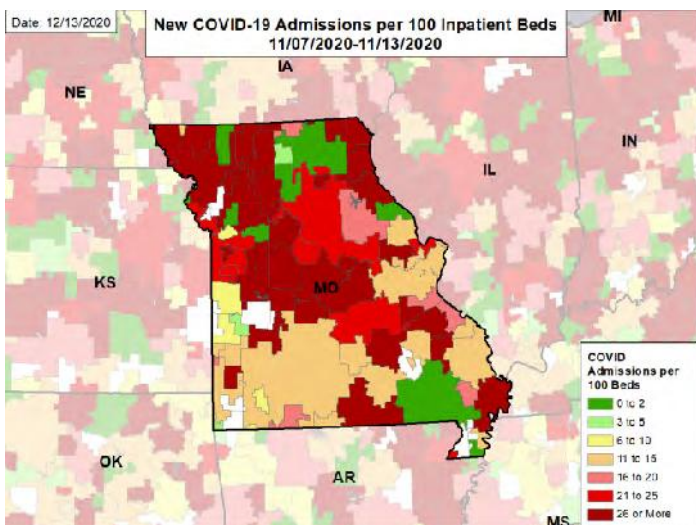 Date: 12/13/2020
New COVID-19 Admissions per 100 Inpatient Beds
11/07/2020-11/13/2020
MI
IA
NE
IN
IL
KS
MO
COVID
Admissions per
100 Beds
0 to 2
3 to 5
6 to 10
11 to 15
16 to 20
21 to 25
26 or More
OK
AR
MS